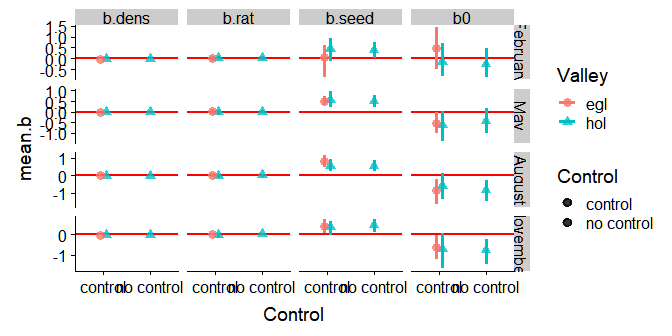 b.dens b.rat b.seed b0
mean.b
1.5
1.0
0.5
0.0
-0.5
1.0
0.5
0.0
-0.5
-1.0
1
0
-1
0
-1
May
August
control no control control no control control no control control no control
Control
Valley
egl
hol
Control
control
no control